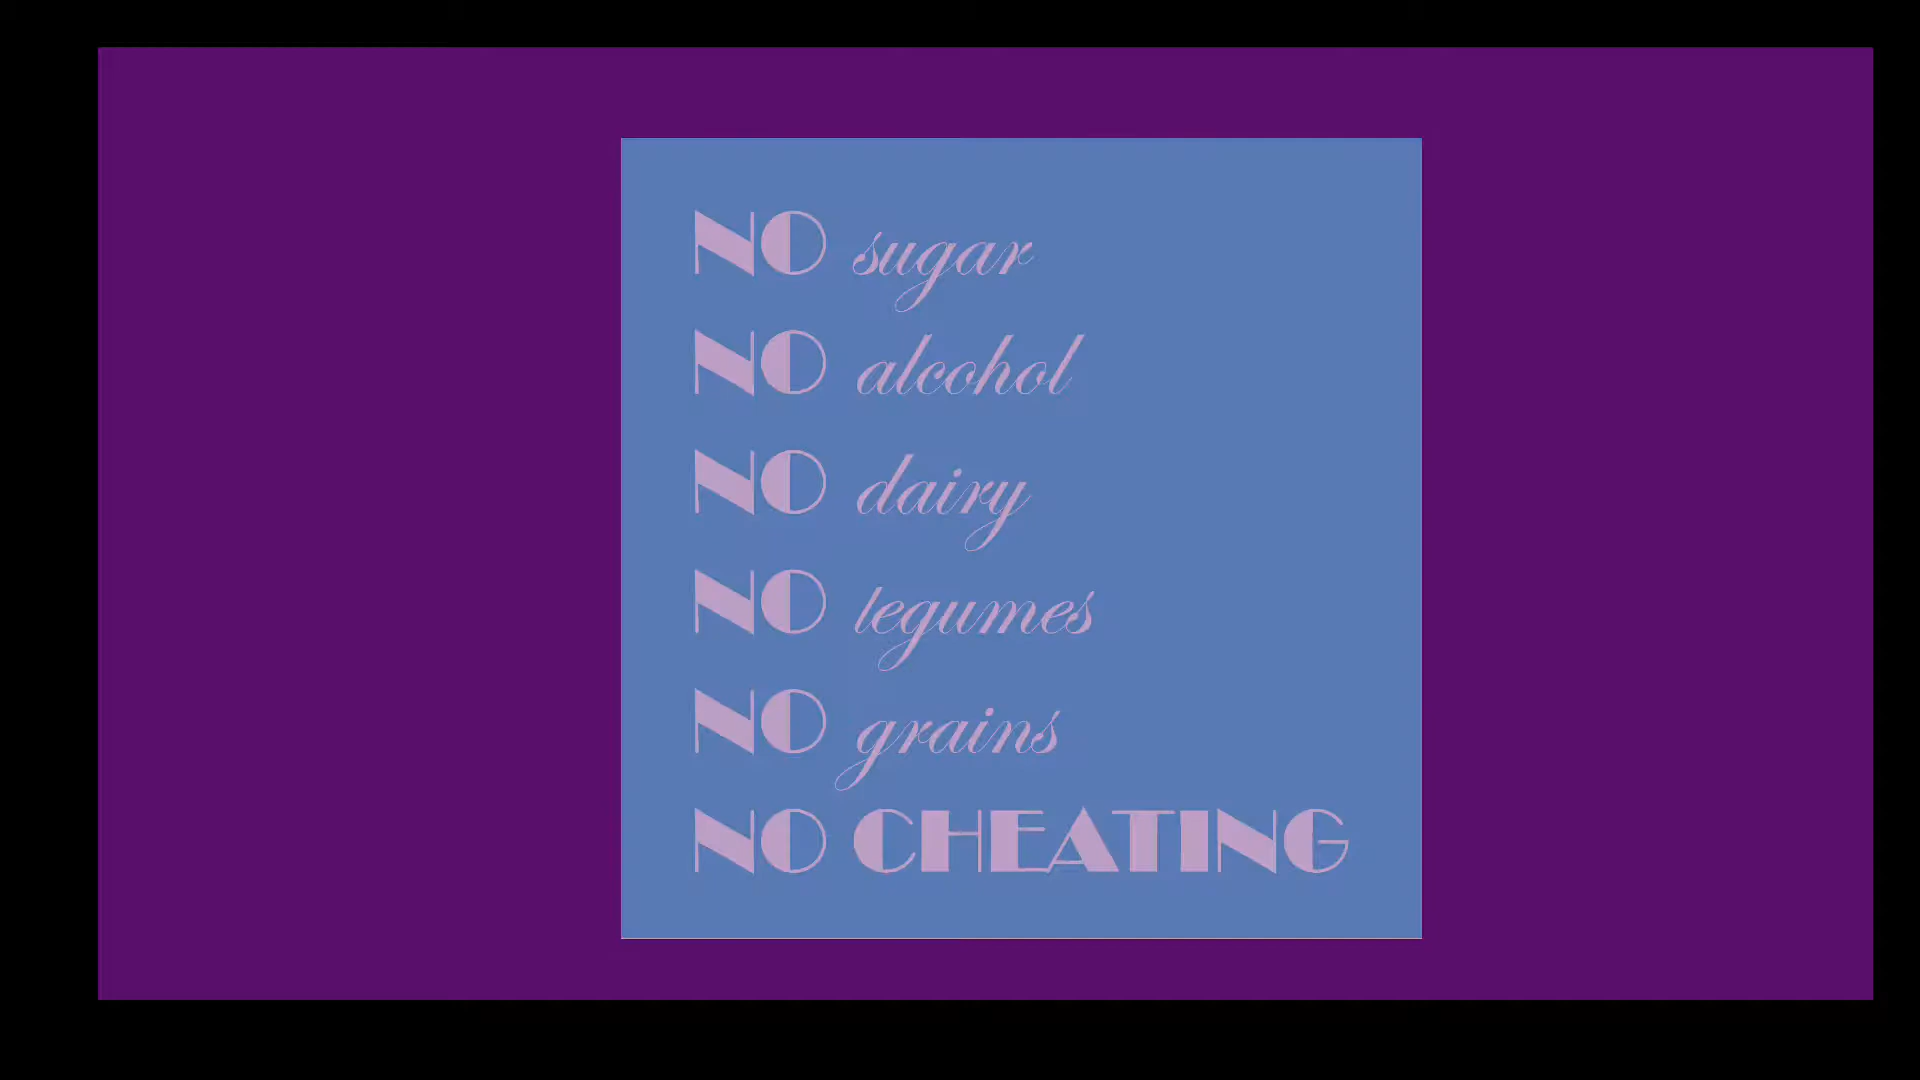 NO sugar
NO alcohol
NO dairy
NO legumes
NO grains
NO CHEATING